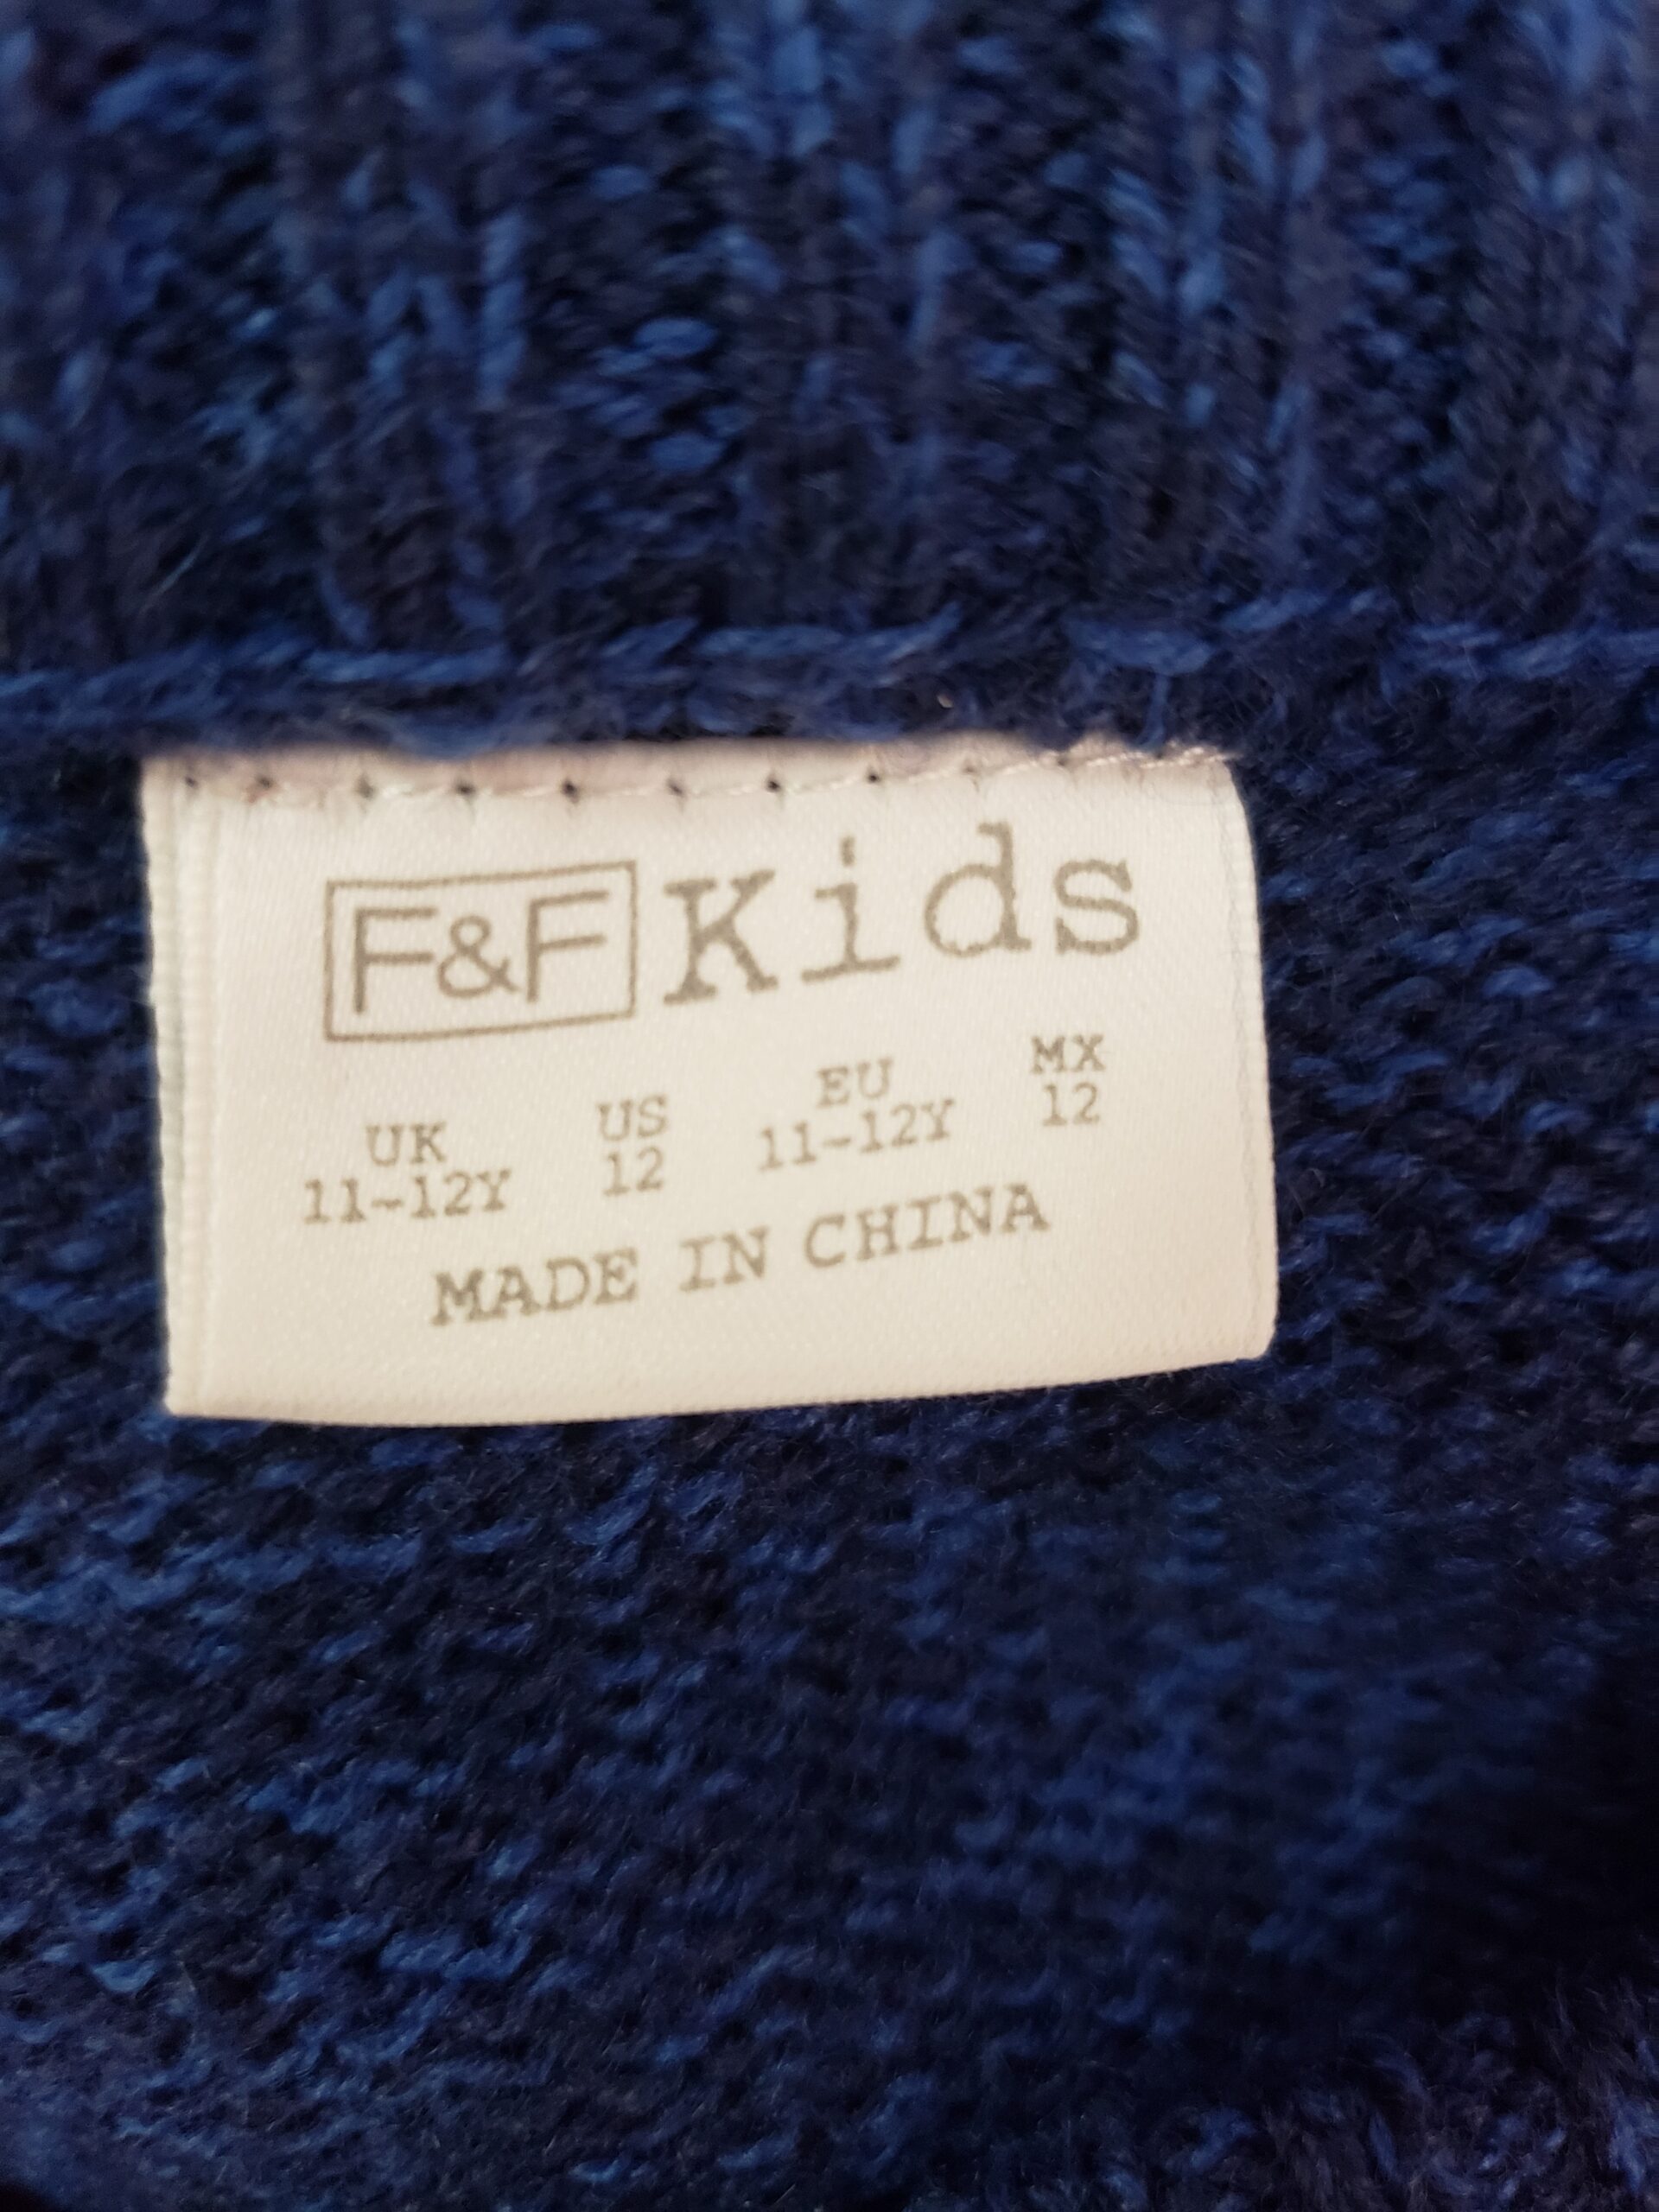 F&F Kids
UK US EU MX
11-12Y 12 11-12Y 12
MADE IN CHINA